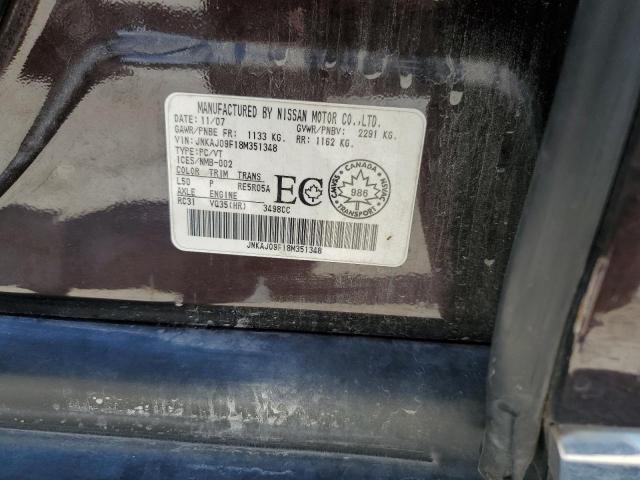 MANUFACTURED BY NISSAN MOTOR CO.,LTD.
DATE: 11/07 GVWR/PNBV: 2291 KG.
GAWR/PNBE FR: 1133 KG. RR: 1162 KG.
VIN: JNKAJ09F18M351348
TYPE: PC/VT
ICES/NMB-002
COLOR TRIM TRANS
L50 P RE5R05A
AXLE ENGINE
RC31 VQ35(HR) 3498CC
EC
CANADA
986
TRANSPORT
CMVSS
NSVAC
JNKAJ09F18M351348